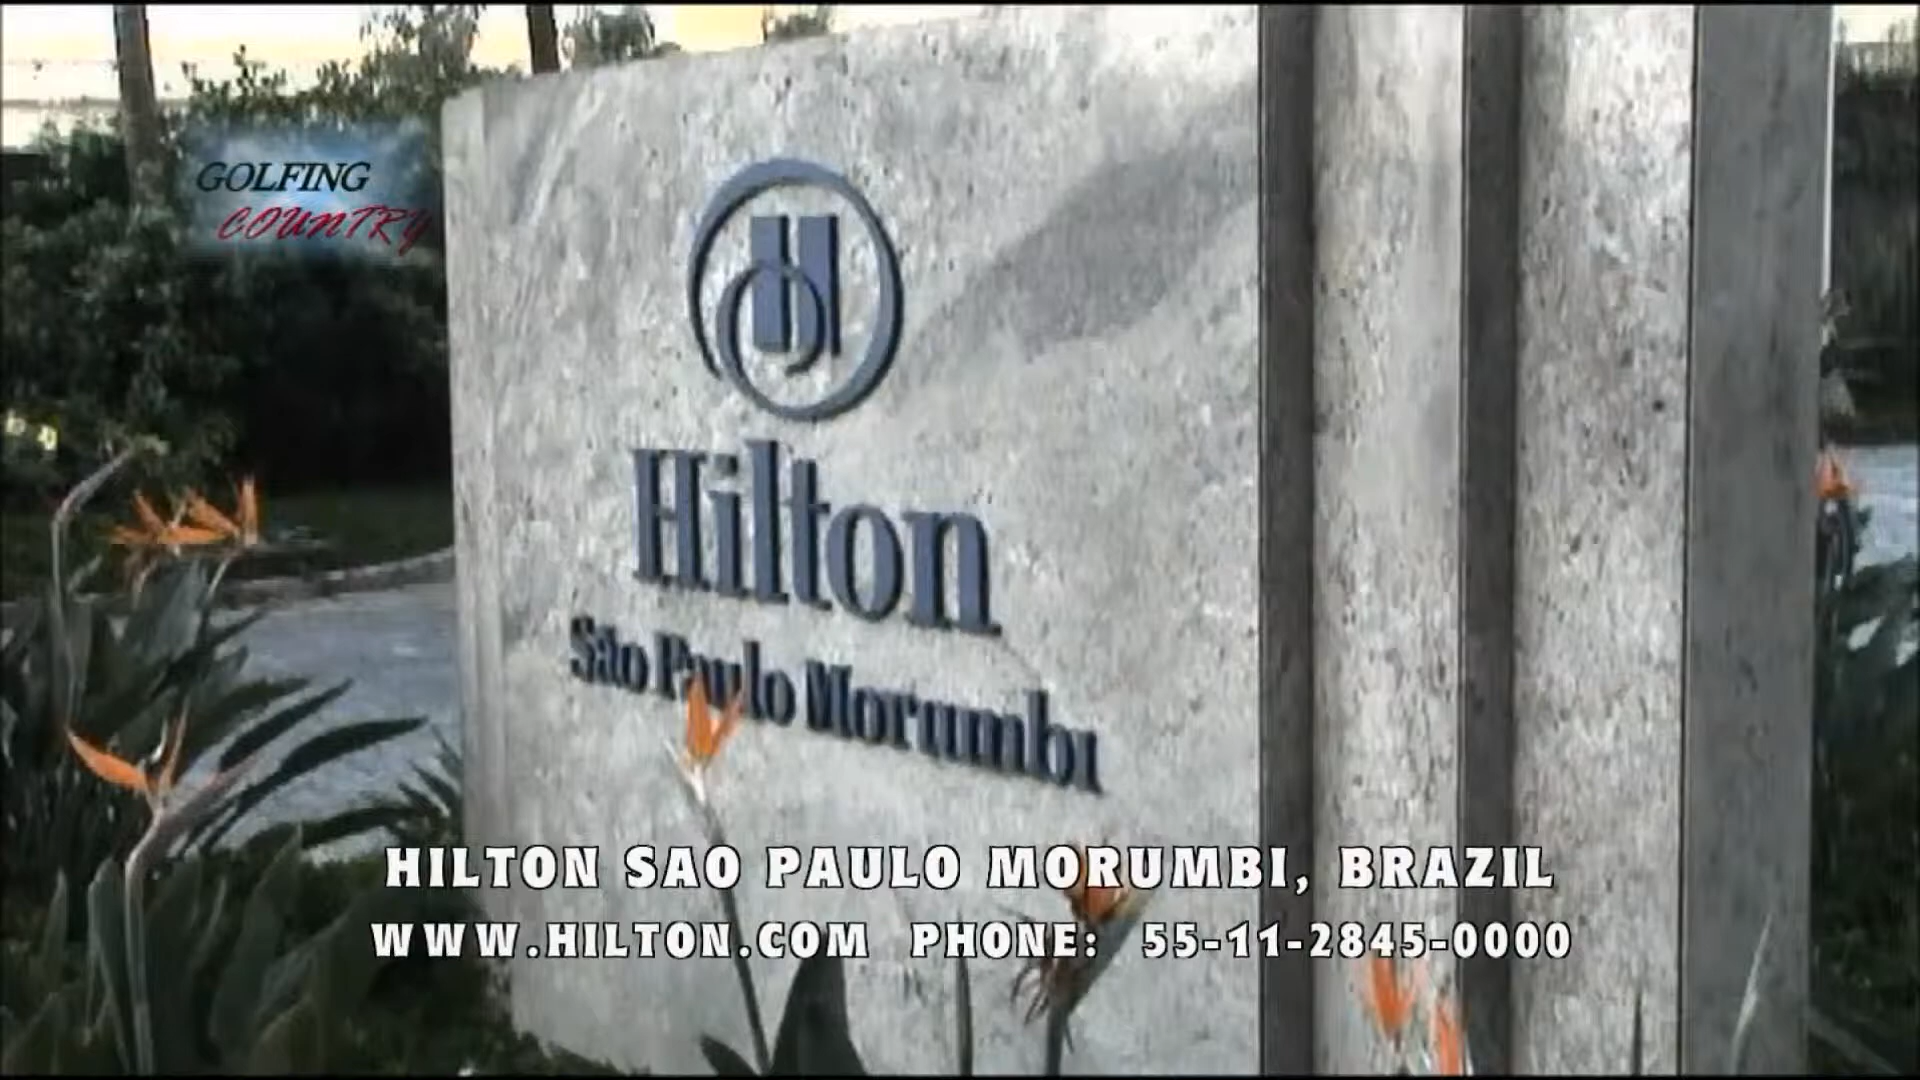 GOLFING
COUNTRY
Hilton
São Paulo Morumbi
HILTON SAO PAULO MORUMBI, BRAZIL
WWW.HILTON.COM PHONE: 55-11-2845-0000